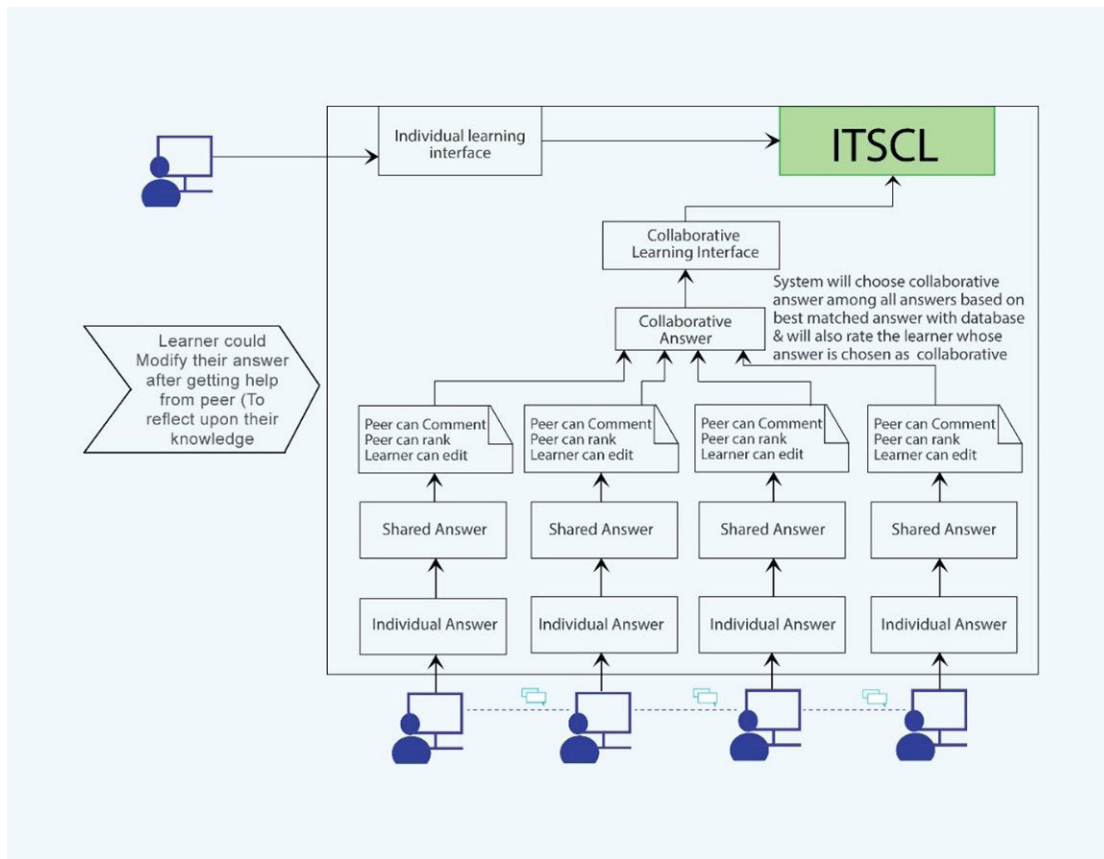 Individual learning
interface
ITSCL
Collaborative
Learning Interface
System will choose collaborative
answer among all answers based on
best matched answer with database
& will also rate the learner whose
answer is chosen as collaborative
Collaborative
Answer
Learner could
Modify their answer
after getting help
from peer (To
reflect upon their
knowledge
Peer can Comment
Peer can rank
Learner can edit
Peer can Comment
Peer can rank
Learner can edit
Peer can Comment
Peer can rank
Learner can edit
Peer can Comment
Peer can rank
Learner can edit
Shared Answer
Shared Answer
Shared Answer
Shared Answer
Individual Answer
Individual Answer
Individual Answer
Individual Answer